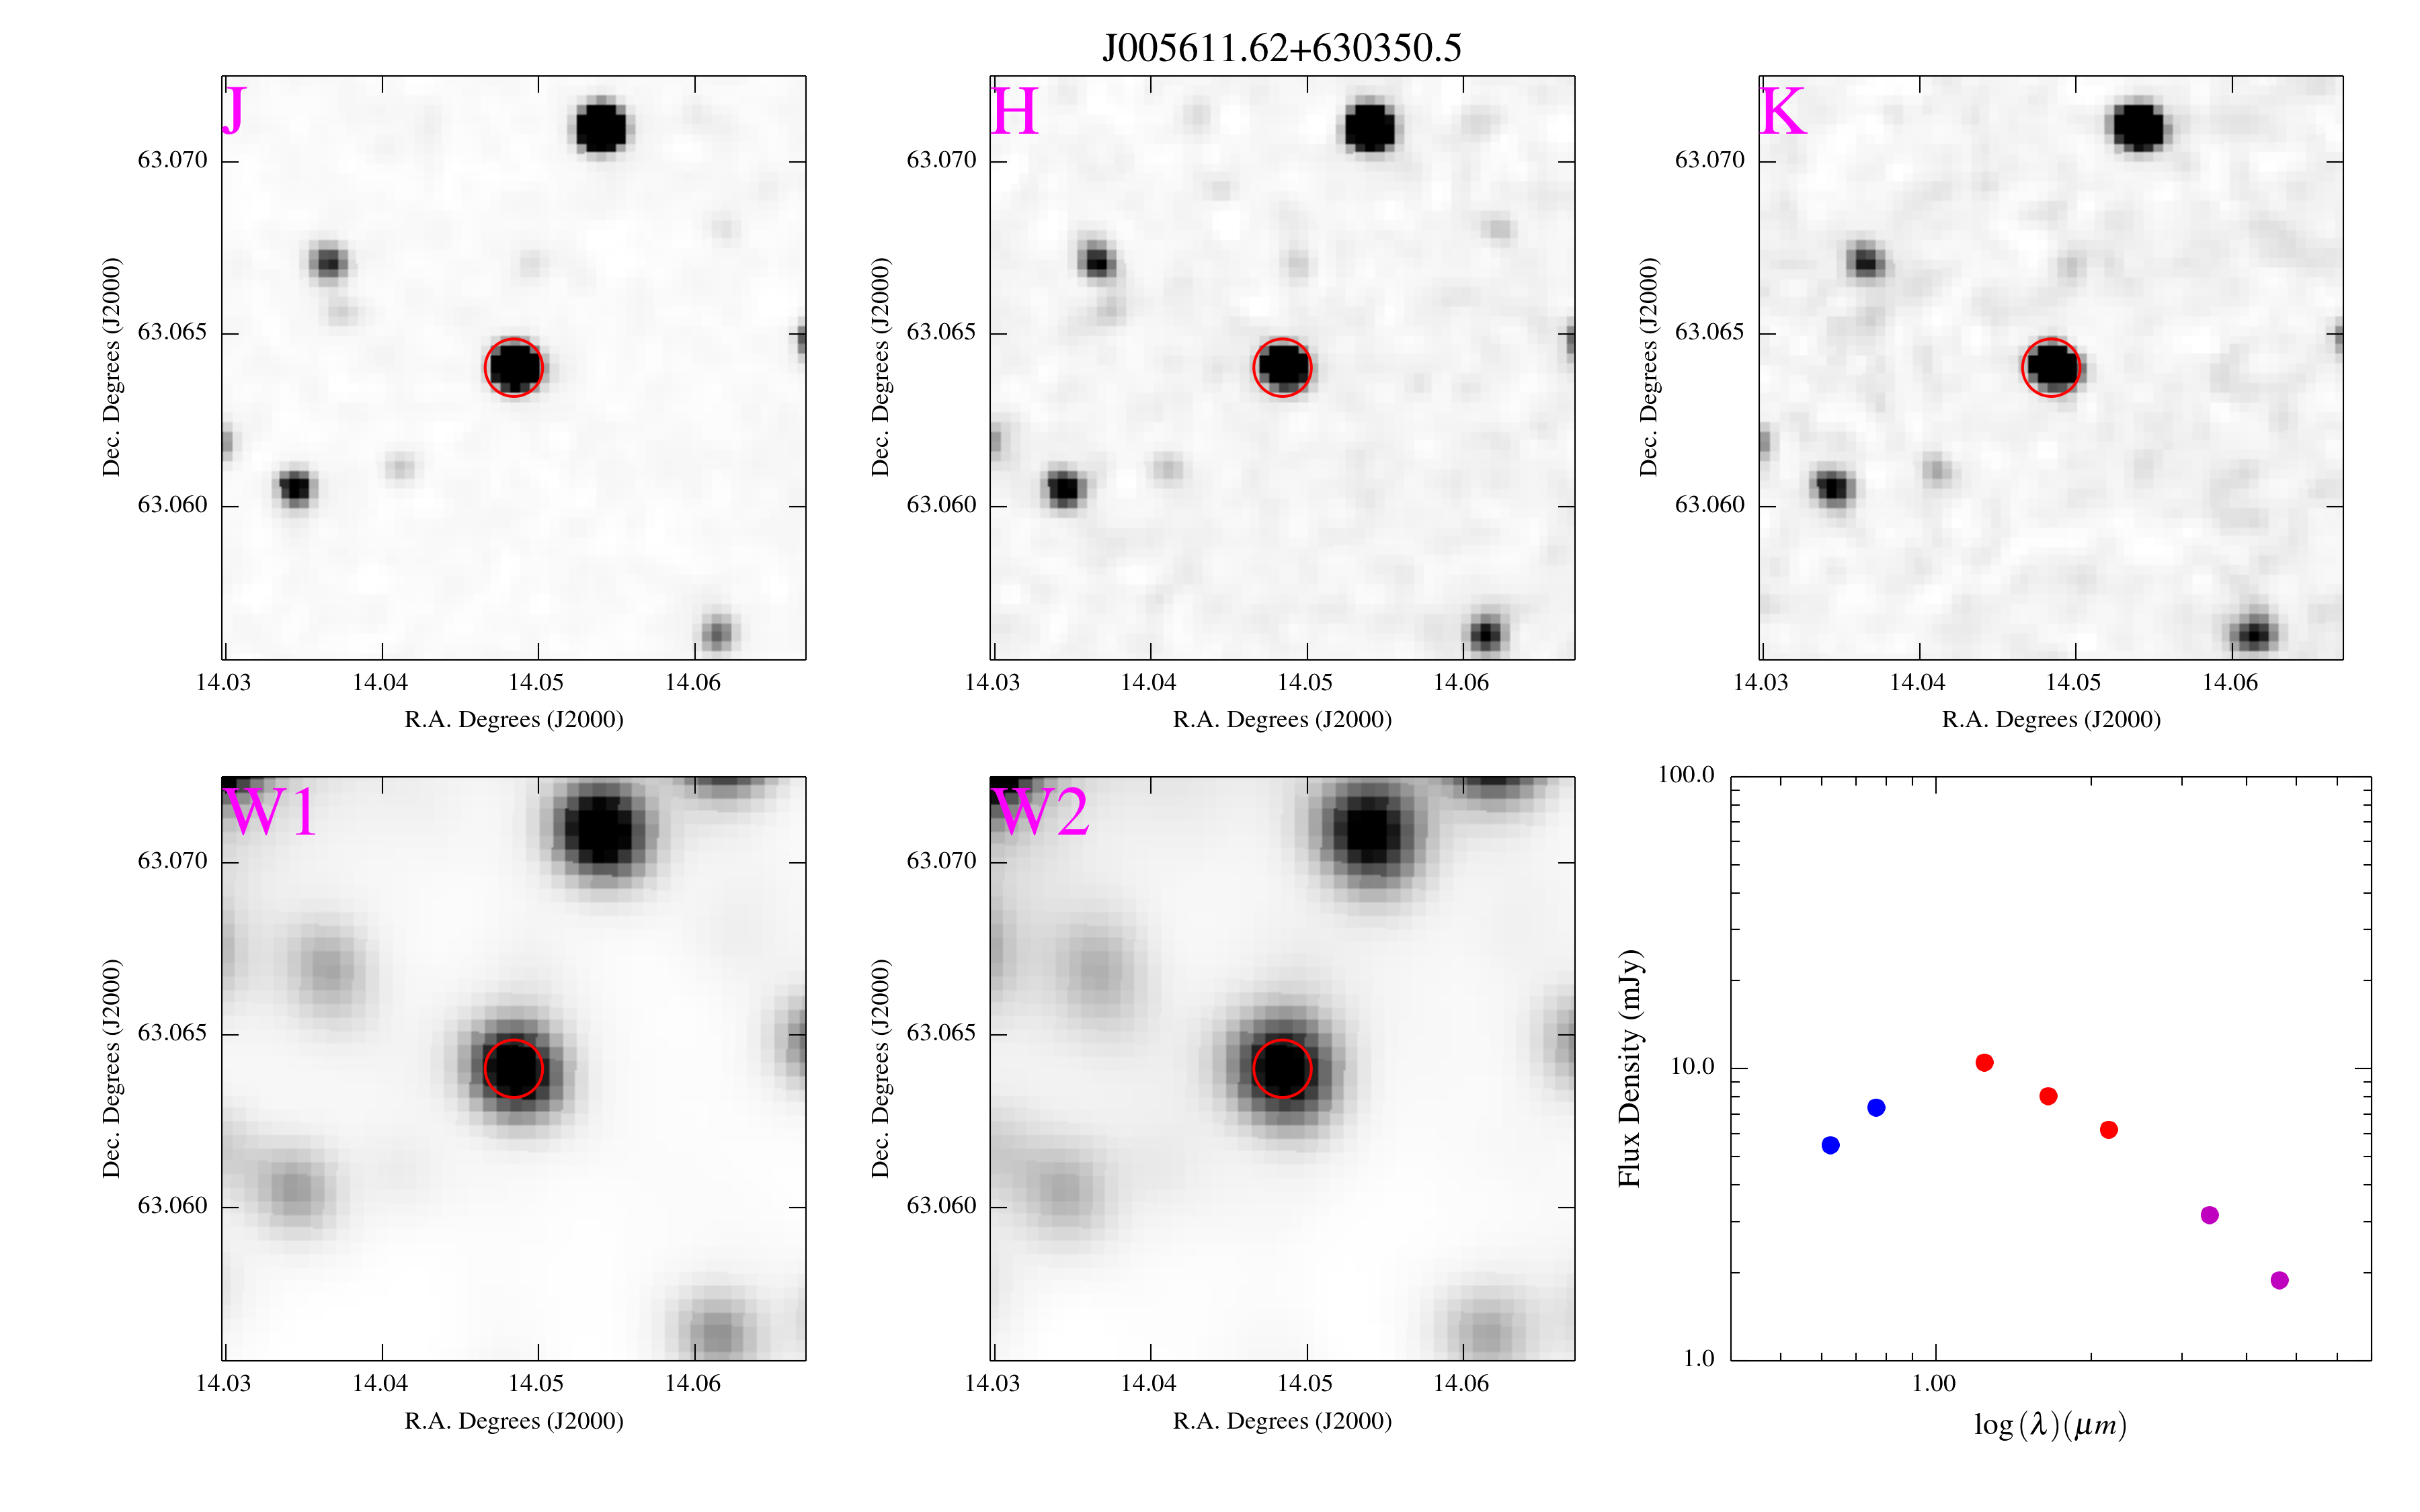 J005611.62+630350.5
J
H
K
63.070
63.065
63.060
Dec. Degrees (J2000)
14.03 14.04 14.05 14.06
R.A. Degrees (J2000)
63.070
63.065
63.060
Dec. Degrees (J2000)
14.03 14.04 14.05 14.06
R.A. Degrees (J2000)
63.070
63.065
63.060
Dec. Degrees (J2000)
14.03 14.04 14.05 14.06
R.A. Degrees (J2000)
W1
63.070
63.065
63.060
Dec. Degrees (J2000)
14.03 14.04 14.05 14.06
R.A. Degrees (J2000)
W2
63.070
63.065
63.060
Dec. Degrees (J2000)
14.03 14.04 14.05 14.06
R.A. Degrees (J2000)
100.0
10.0
1.0
Flux Density (mJy)
1.00
log (λ)(μm)